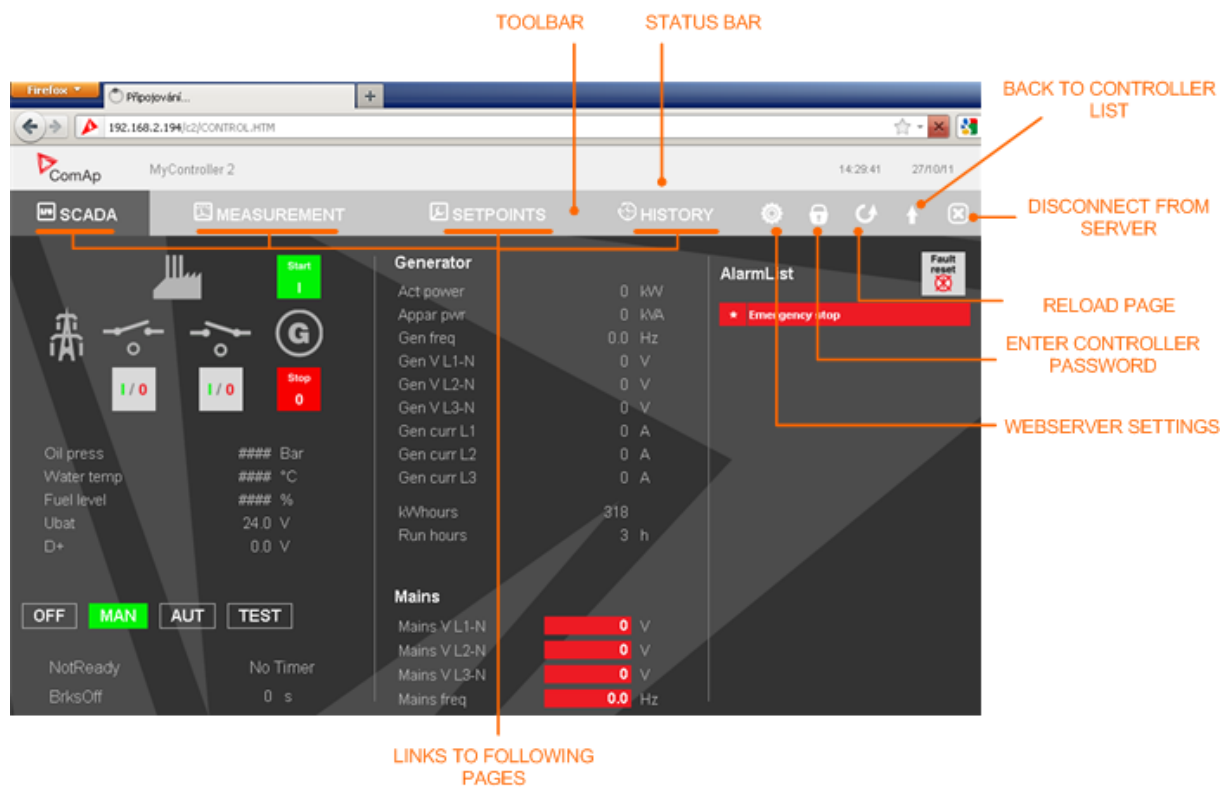 TOOLBAR
STATUS BAR
BACK TO CONTROLLER
LIST
Firefox
Připojování...
192.168.2.194/c2/CONTROL.HTM
ComAp
MyController 2
14:29:41
27/10/11
SCADA
MEASUREMENT
SETPOINTS
HISTORY
DISCONNECT FROM
SERVER
RELOAD PAGE
ENTER CONTROLLER
PASSWORD
WEBSERVER SETTINGS
Start
I
G
I / 0
I / 0
Stop
0
Oil press #### Bar
Water temp #### °C
Fuel level #### %
Ubat 24.0 V
D+ 0.0 V
OFF MAN AUT TEST
NotReady No Timer
BrksOff 0 s
Generator
Act power 0 kW
Appar pwr 0 kVA
Gen freq 0.0 Hz
Gen V L1-N 0 V
Gen V L2-N 0 V
Gen V L3-N 0 V
Gen curr L1 0 A
Gen curr L2 0 A
Gen curr L3 0 A
kWhours 318
Run hours 3 h
Mains
Mains V L1-N 0 V
Mains V L2-N 0 V
Mains V L3-N 0 V
Mains freq 0.0 Hz
AlarmList
Fault
reset
* Emergency stop
LINKS TO FOLLOWING
PAGES